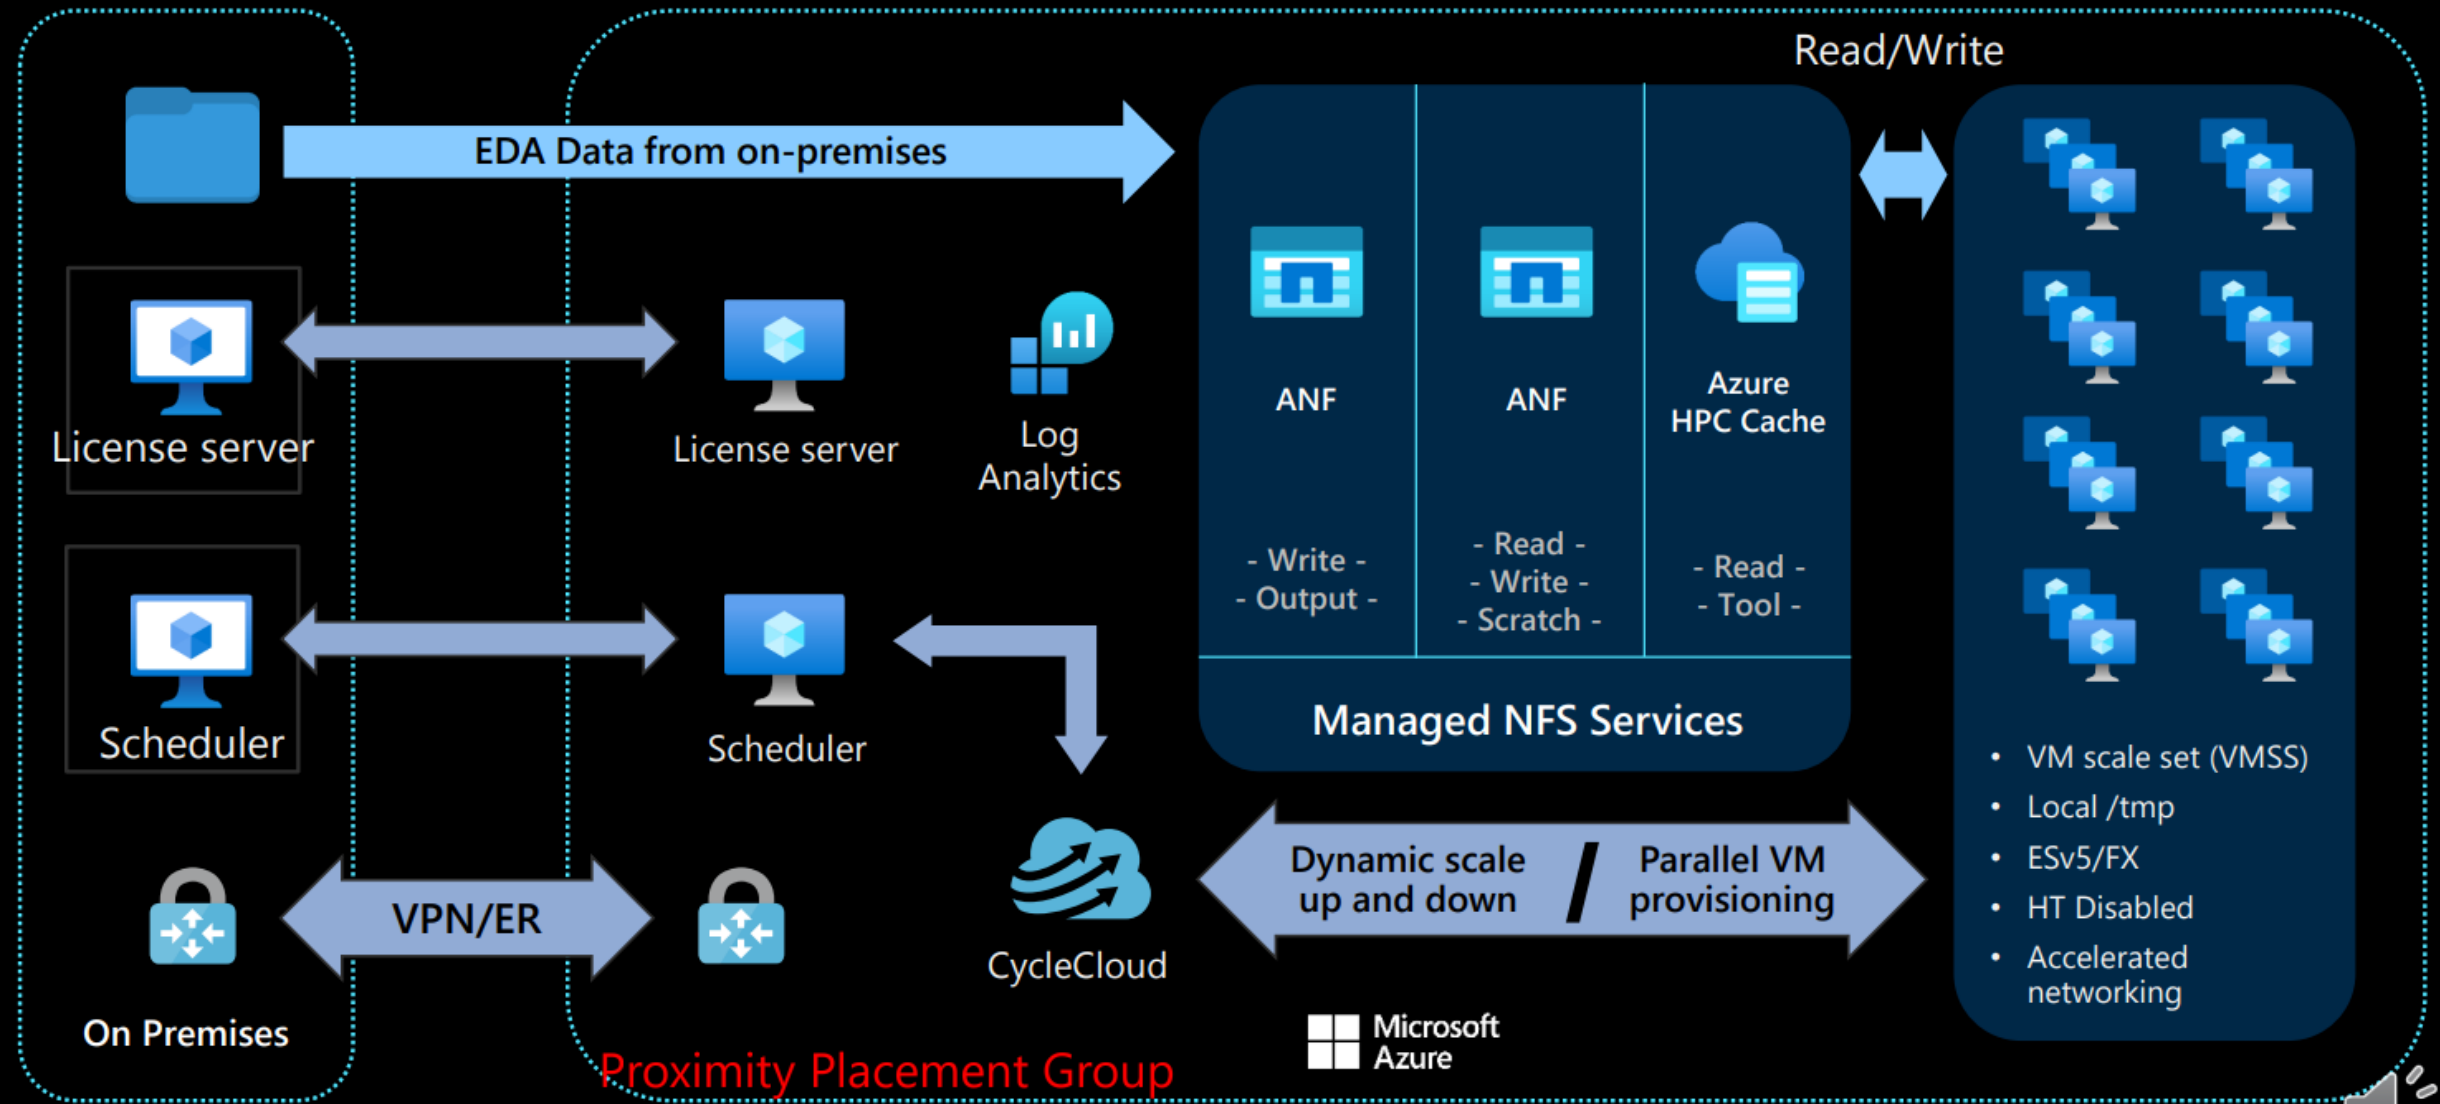 Read/Write
EDA Data from on-premises
License server
License server
Log
Analytics
ANF
ANF
Azure
HPC Cache
- Write -
- Output -
- Read -
- Write -
- Scratch -
- Read -
- Tool -
Managed NFS Services
Scheduler
Scheduler
VPN/ER
CycleCloud
Dynamic scale
up and down
/
Parallel VM
provisioning
• VM scale set (VMSS)
• Local /tmp
• ESv5/FX
• HT Disabled
• Accelerated
networking
On Premises
Proximity Placement Group
Microsoft
Azure